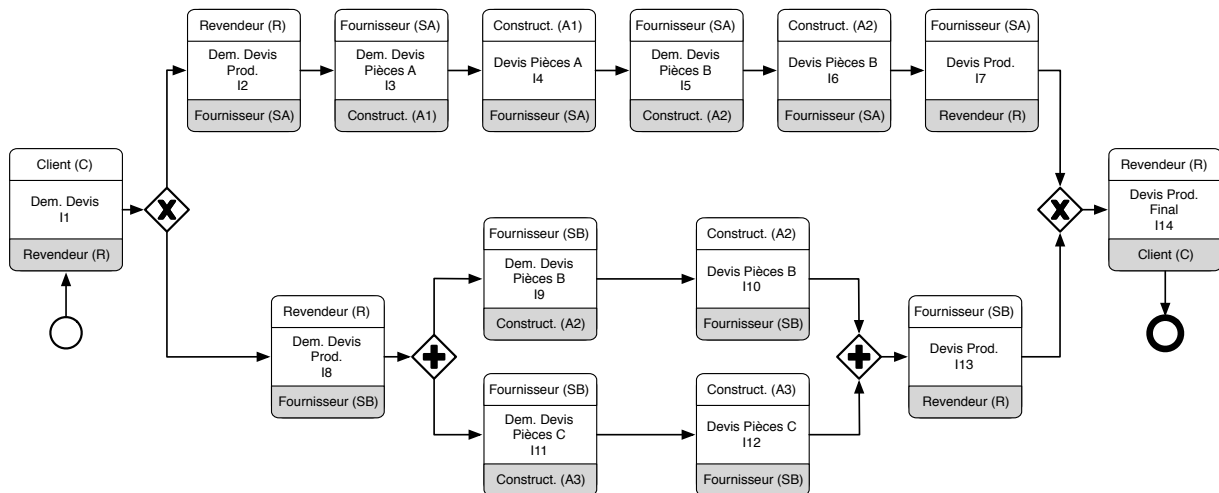 Revendeur (R)
Dem. Devis
Prod.
I2
Fournisseur (SA)
Fournisseur (SA)
Dem. Devis
Pièces A
I3
Construct. (A1)
Construct. (A1)
Devis Pièces A
I4
Fournisseur (SA)
Fournisseur (SA)
Dem. Devis
Pièces B
I5
Construct. (A2)
Construct. (A2)
Devis Pièces B
I6
Fournisseur (SA)
Fournisseur (SA)
Devis Prod.
I7
Revendeur (R)
Client (C)
Dem. Devis
I1
Revendeur (R)
Revendeur (R)
Devis Prod.
Final
I14
Client (C)
Fournisseur (SB)
Dem. Devis
Pièces B
I9
Construct. (A2)
Construct. (A2)
Devis Pièces B
I10
Fournisseur (SB)
Revendeur (R)
Dem. Devis
Prod.
I8
Fournisseur (SB)
Fournisseur (SB)
Devis Prod.
I13
Revendeur (R)
Fournisseur (SB)
Dem. Devis
Pièces C
I11
Construct. (A3)
Construct. (A3)
Devis Pièces C
I12
Fournisseur (SB)